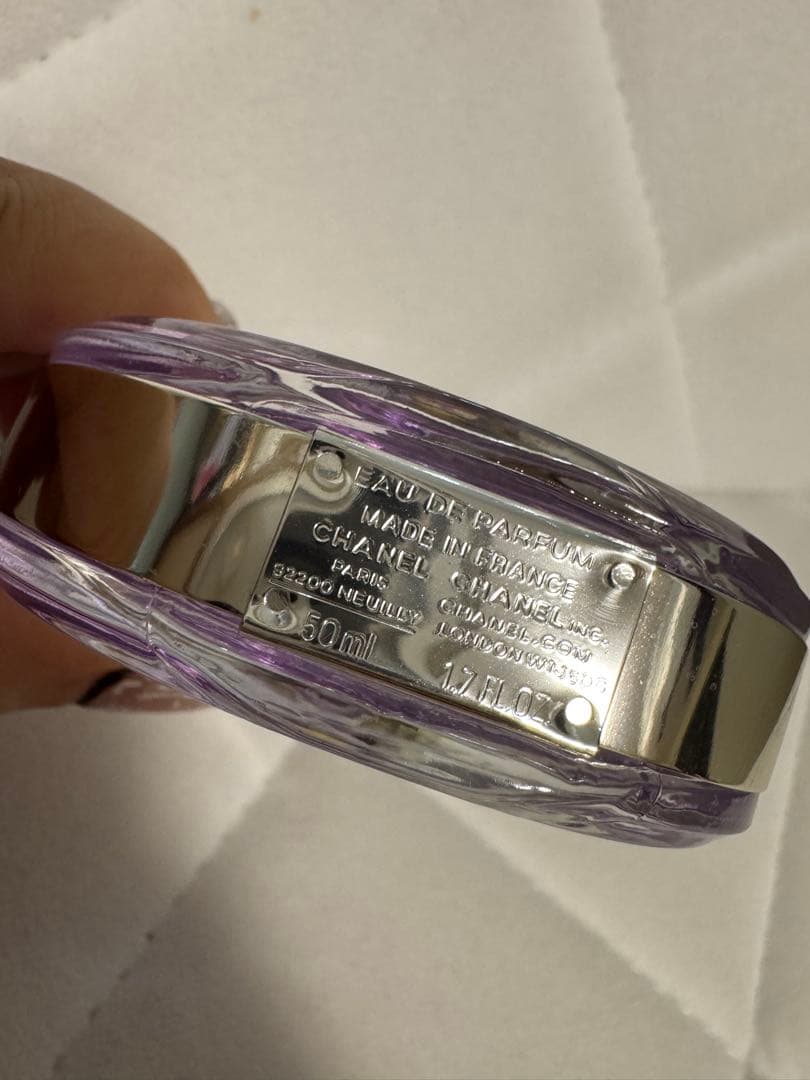 EAU DE PARFUM
MADE IN FRANCE
CHANEL CHANEL INC.
PARIS CHANEL.COM
92200 NEUILLY LONDON
50ml 1.7 FL.OZ.